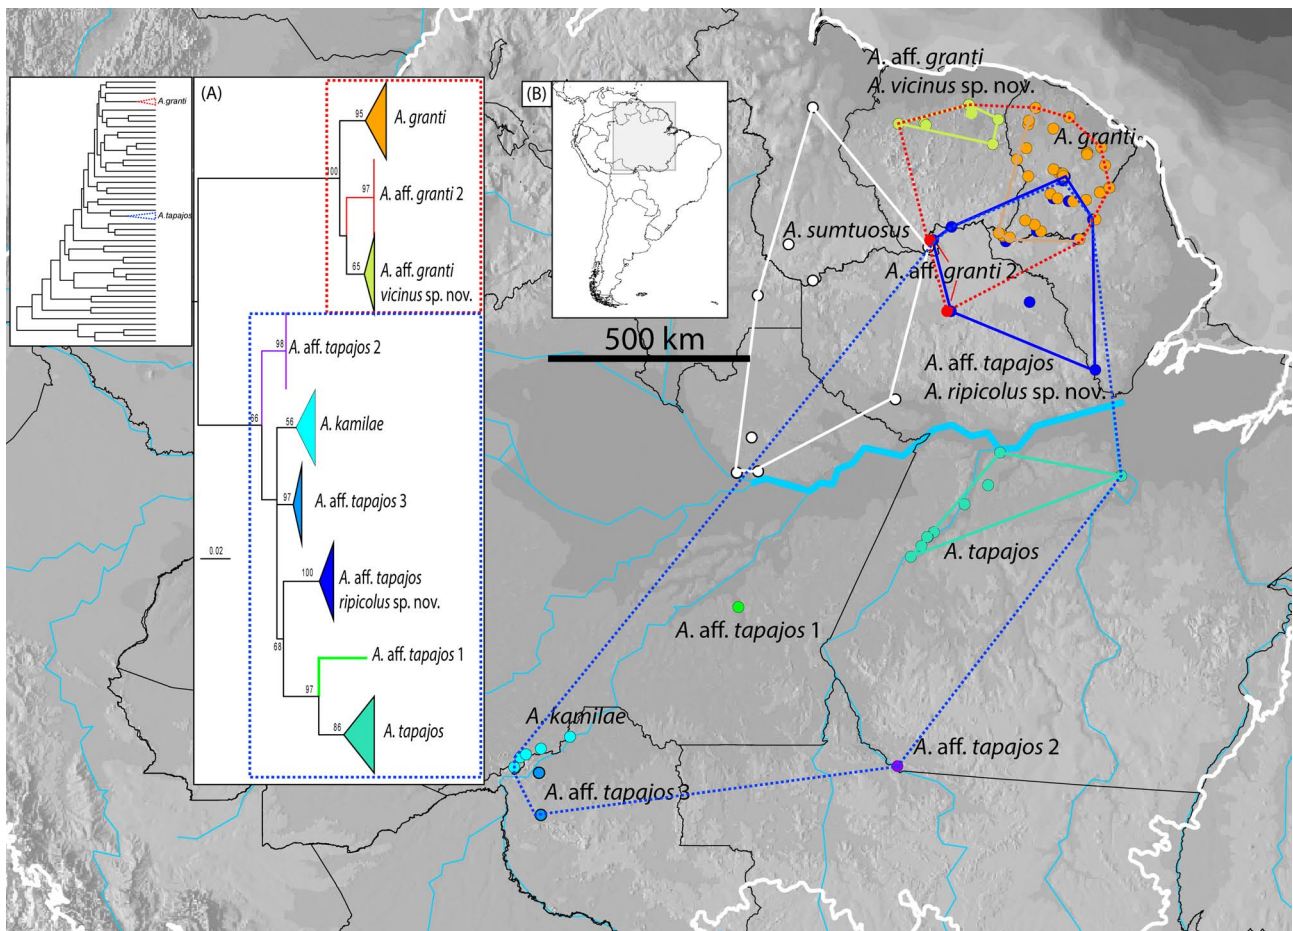 A.granti
A.tapajos
(A)
95
A. granti
100
97
A. aff. granti 2
65
A. aff. granti
vicinus sp. nov.
98
A. aff. tapajos 2
66
56
A. kamilae
97
A. aff. tapajos 3
0.02
100
A. aff. tapajos
ripicolus sp. nov.
68
A. aff. tapajos 1
97
86
A. tapajos
(B)
500 km
A. aff. granti
A. vicinus sp. nov.
A. granti
A. sumtuosus
A. aff. granti 2
A. aff. tapajos
A. ripicolus sp. nov.
A. tapajos
A. aff. tapajos 1
A. kamilae
A. aff. tapajos 2
A. aff. tapajos 3